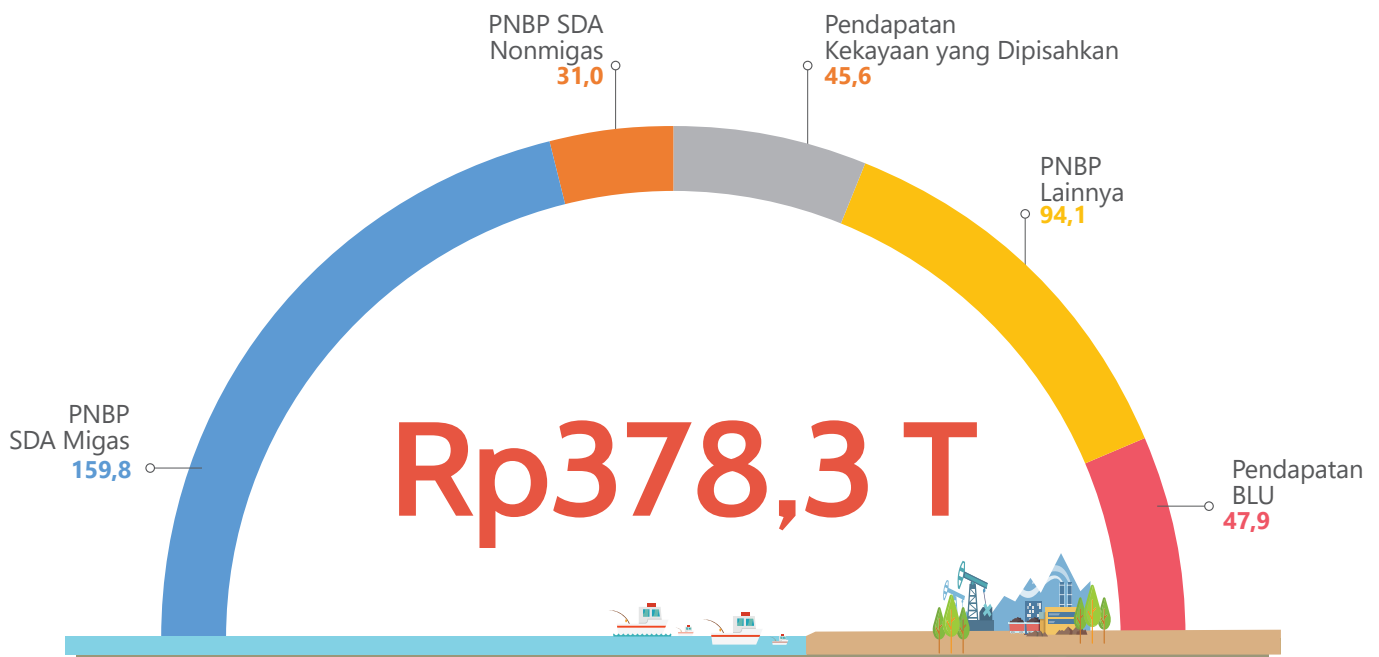 PNBP SDA
Nonmigas
31,0
Pendapatan
Kekayaan yang Dipisahkan
45,6
PNBP
Lainnya
94,1
PNBP
SDA Migas
159,8
Rp378,3 T
Pendapatan
BLU
47,9